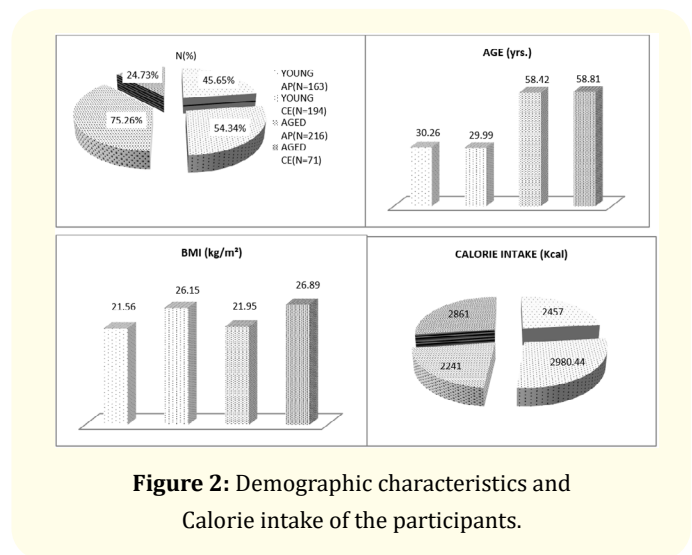 N(%)
24.73%
45.65%
75.26%
54.34%
YOUNG
AP(N=163)
YOUNG
CE(N=194)
AGED
AP(N=216)
AGED
CE(N=71)
AGE (yrs.)
30.26
29.99
58.42
58.81
BMI (kg/m²)
21.56
26.15
21.95
26.89
CALORIE INTAKE (Kcal)
2861
2457
2241
2980.44
Figure 2: Demographic characteristics and
Calorie intake of the participants.